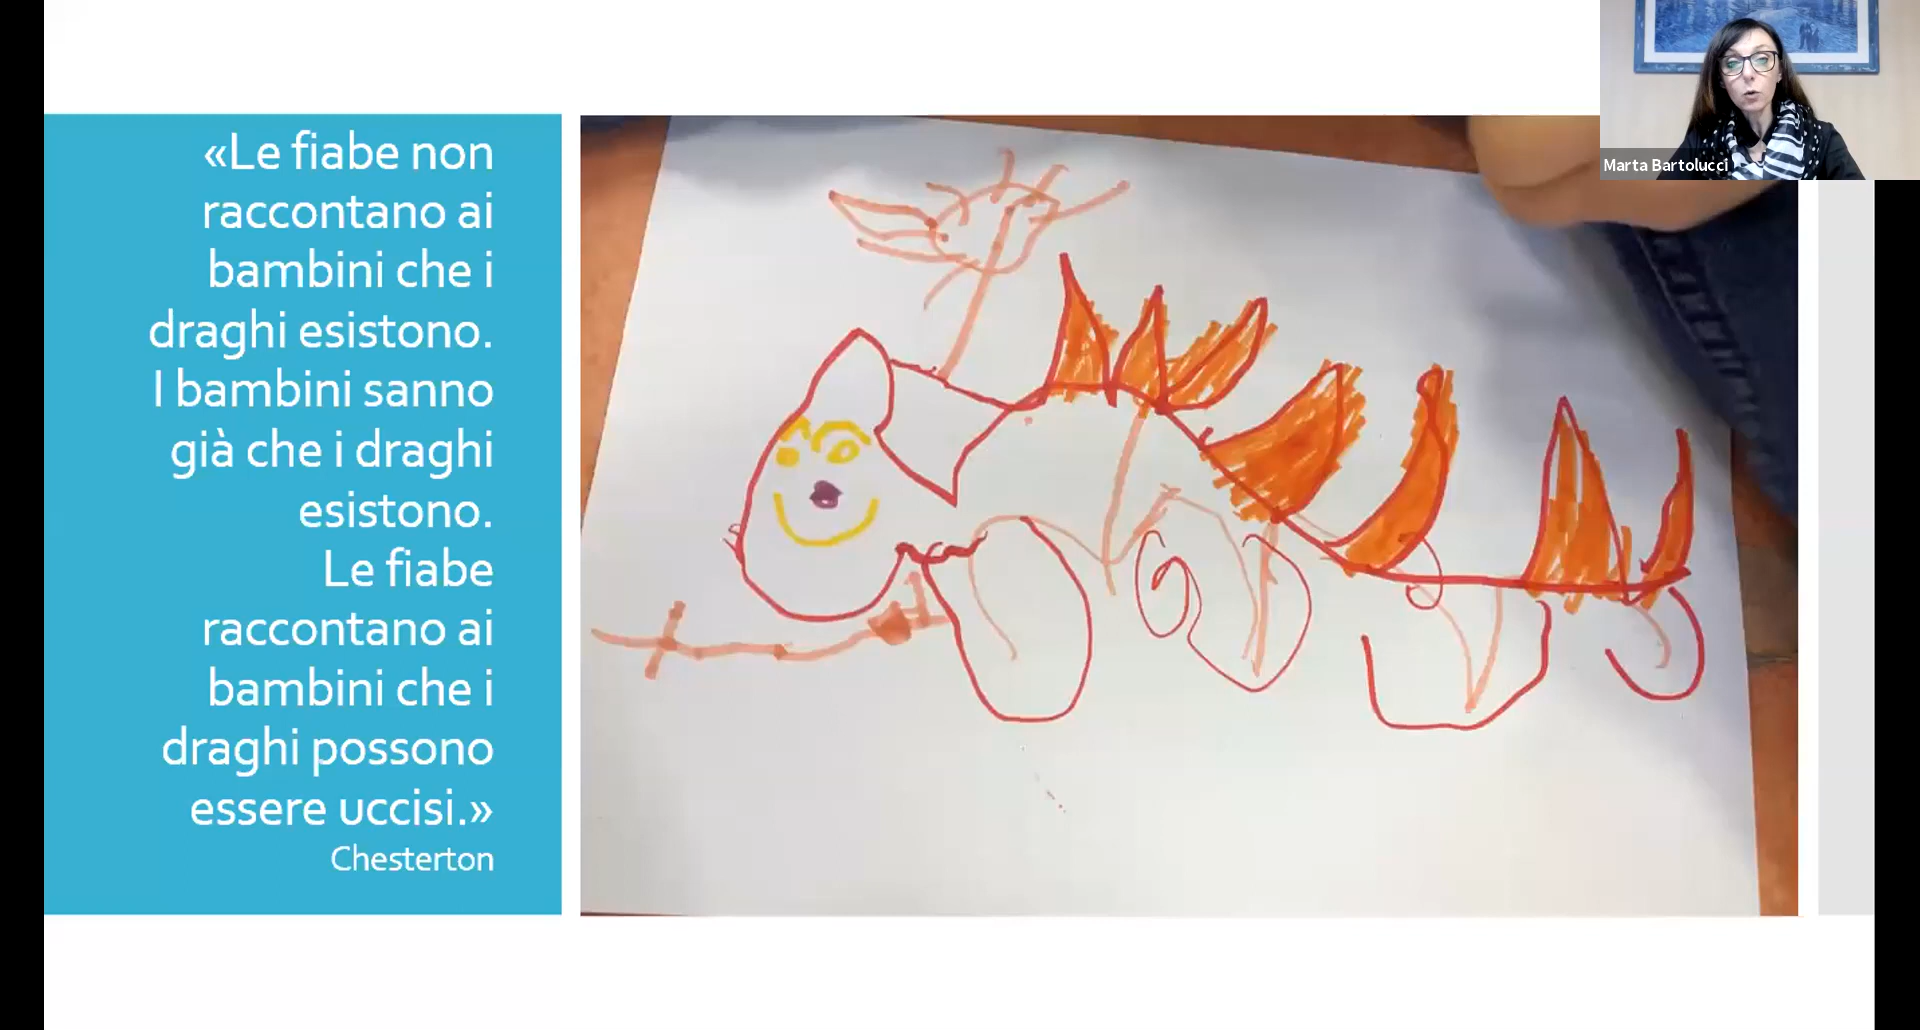 «Le fiabe non
raccontano ai
bambini che i
draghi esistono.
I bambini sanno
già che i draghi
esistono.
Le fiabe
raccontano ai
bambini che i
draghi possono
essere uccisi.»
Chesterton
Marta Bartolucci